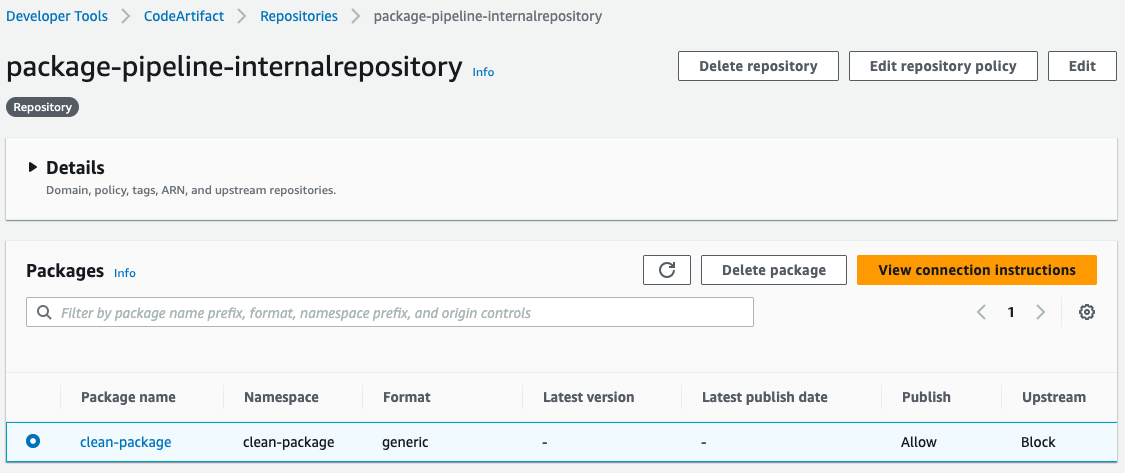 Developer Tools > CodeArtifact > Repositories > package-pipeline-internalrepository
package-pipeline-internalrepository Info Delete repository Edit repository policy Edit
Repository
Details
Domain, policy, tags, ARN, and upstream repositories.
Packages Info Delete package View connection instructions
Filter by package name prefix, format, namespace prefix, and origin controls < 1 >
Package name Namespace Format Latest version Latest publish date Publish Upstream
clean-package clean-package generic - - Allow Block